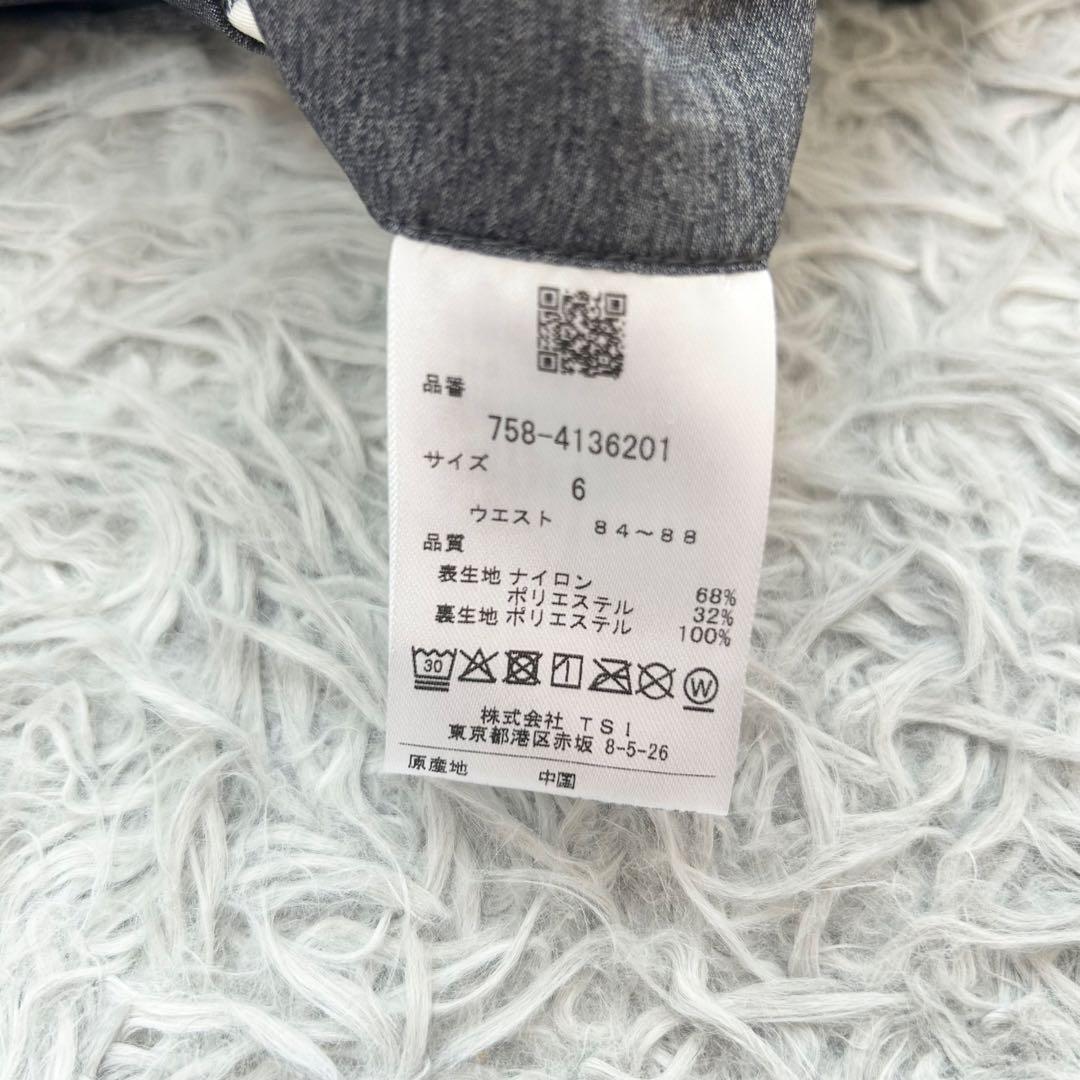 品番
758-4136201
サイズ
6
ウエスト 84～88
品質
表生地 ナイロン 68%
ポリエステル 32%
裏生地 ポリエステル 100%
30 W
株式会社 TSI
東京都港区赤坂 8-5-26
原産地 中国